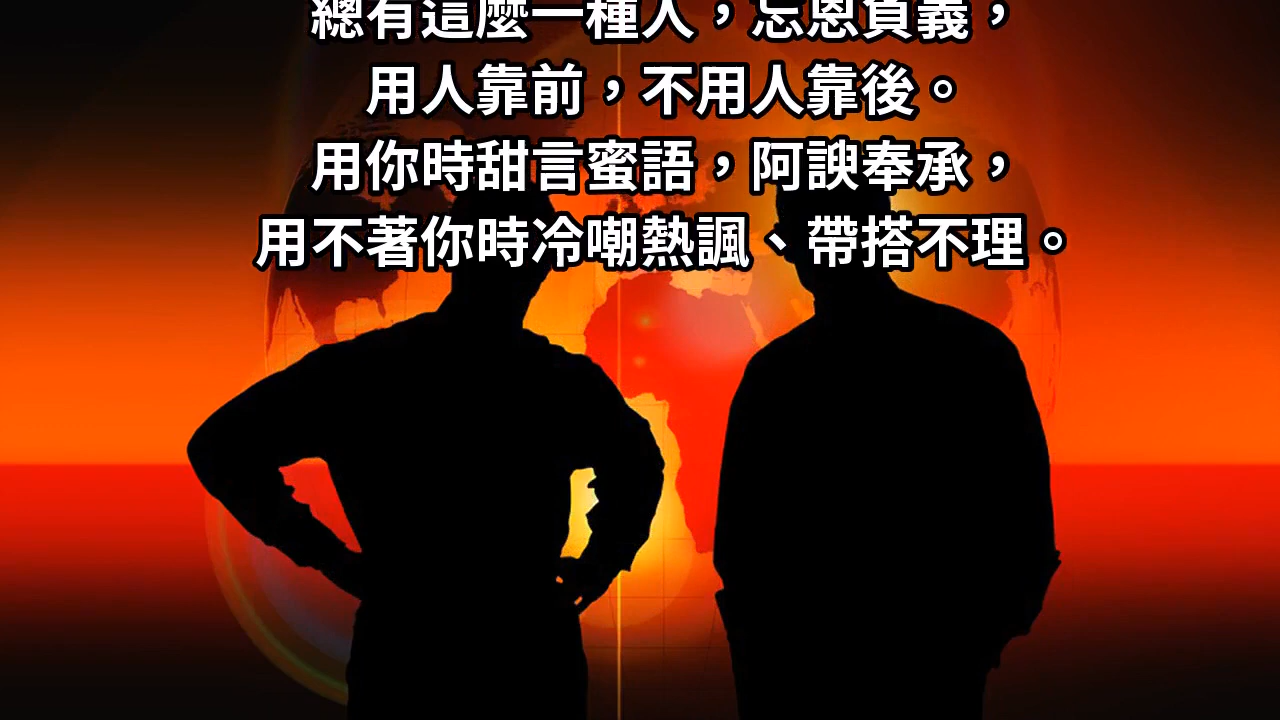 總有這麼一種人，忘恩負義，
用人靠前，不用人靠後。
用你時甜言蜜語，阿諛奉承，
用不著你時冷嘲熱諷、帶搭不理。